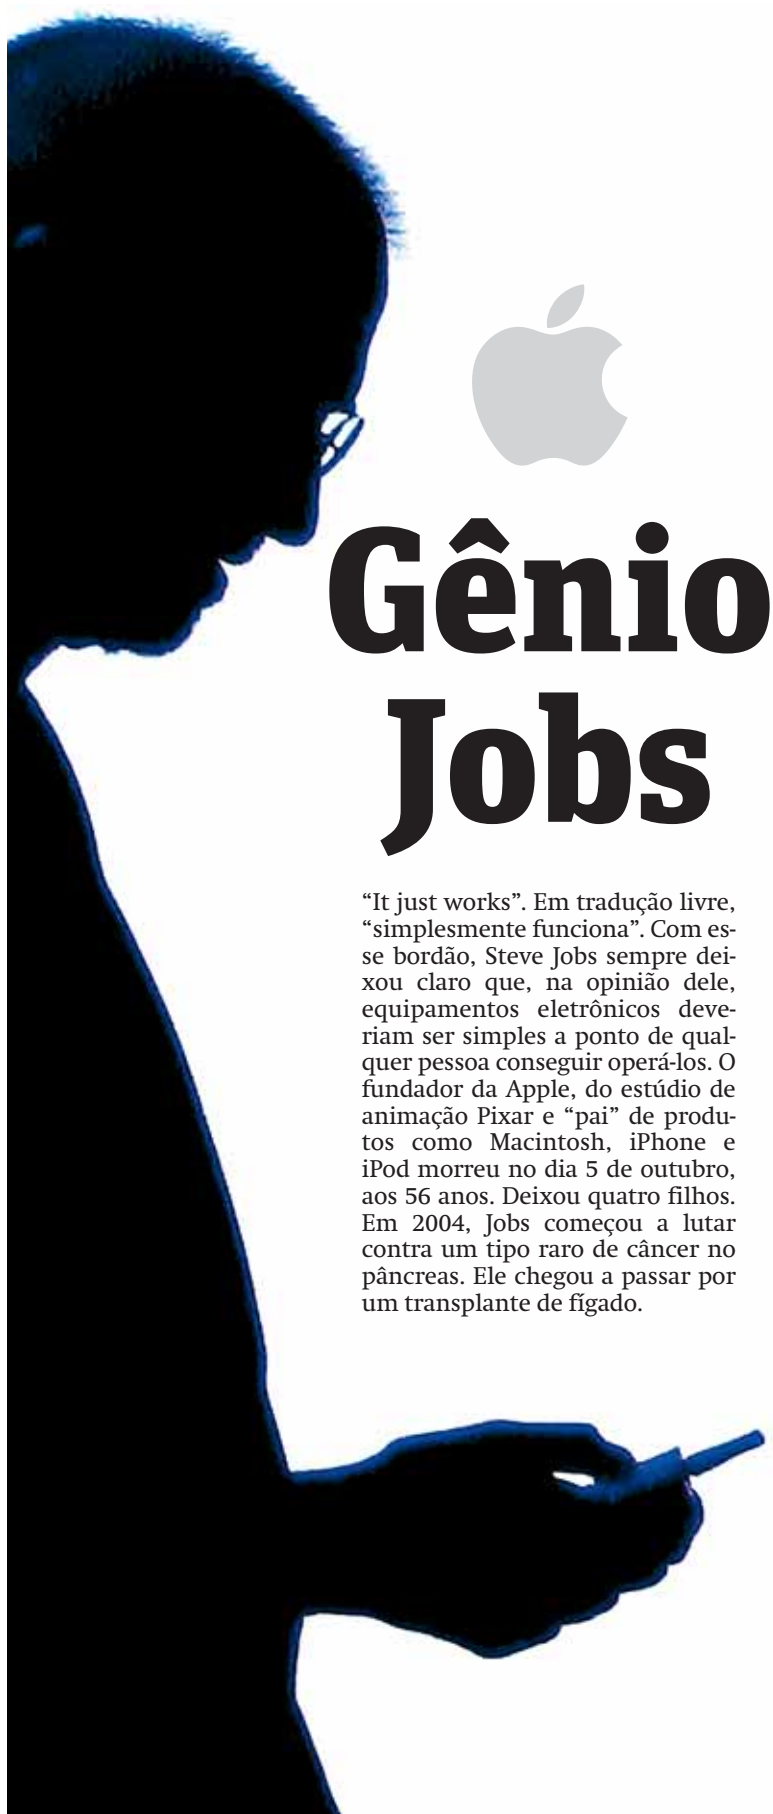 Gênio
Jobs
“It just works”. Em tradução livre,
“simplesmente funciona”. Com es-
se bordão, Steve Jobs sempre dei-
xou claro que, na opinião dele,
equipamentos eletrônicos deve-
riam ser simples a ponto de qual-
quer pessoa conseguir operá-los. O
fundador da Apple, do estúdio de
animação Pixar e “pai” de produ-
tos como Macintosh, iPhone e
iPod morreu no dia 5 de outubro,
aos 56 anos. Deixou quatro filhos.
Em 2004, Jobs começou a lutar
contra um tipo raro de câncer no
pâncreas. Ele chegou a passar por
um transplante de fígado.